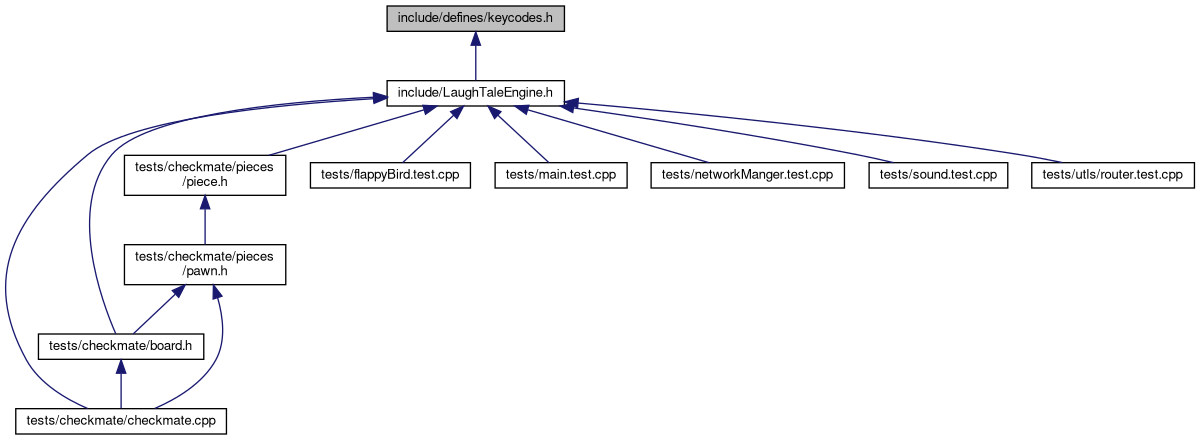 include/defines/keycodes.h
include/LaughTaleEngine.h
tests/checkmate/pieces
/piece.h
tests/flappyBird.test.cpp
tests/main.test.cpp
tests/networkManger.test.cpp
tests/sound.test.cpp
tests/utls/router.test.cpp
tests/checkmate/pieces
/pawn.h
tests/checkmate/board.h
tests/checkmate/checkmate.cpp